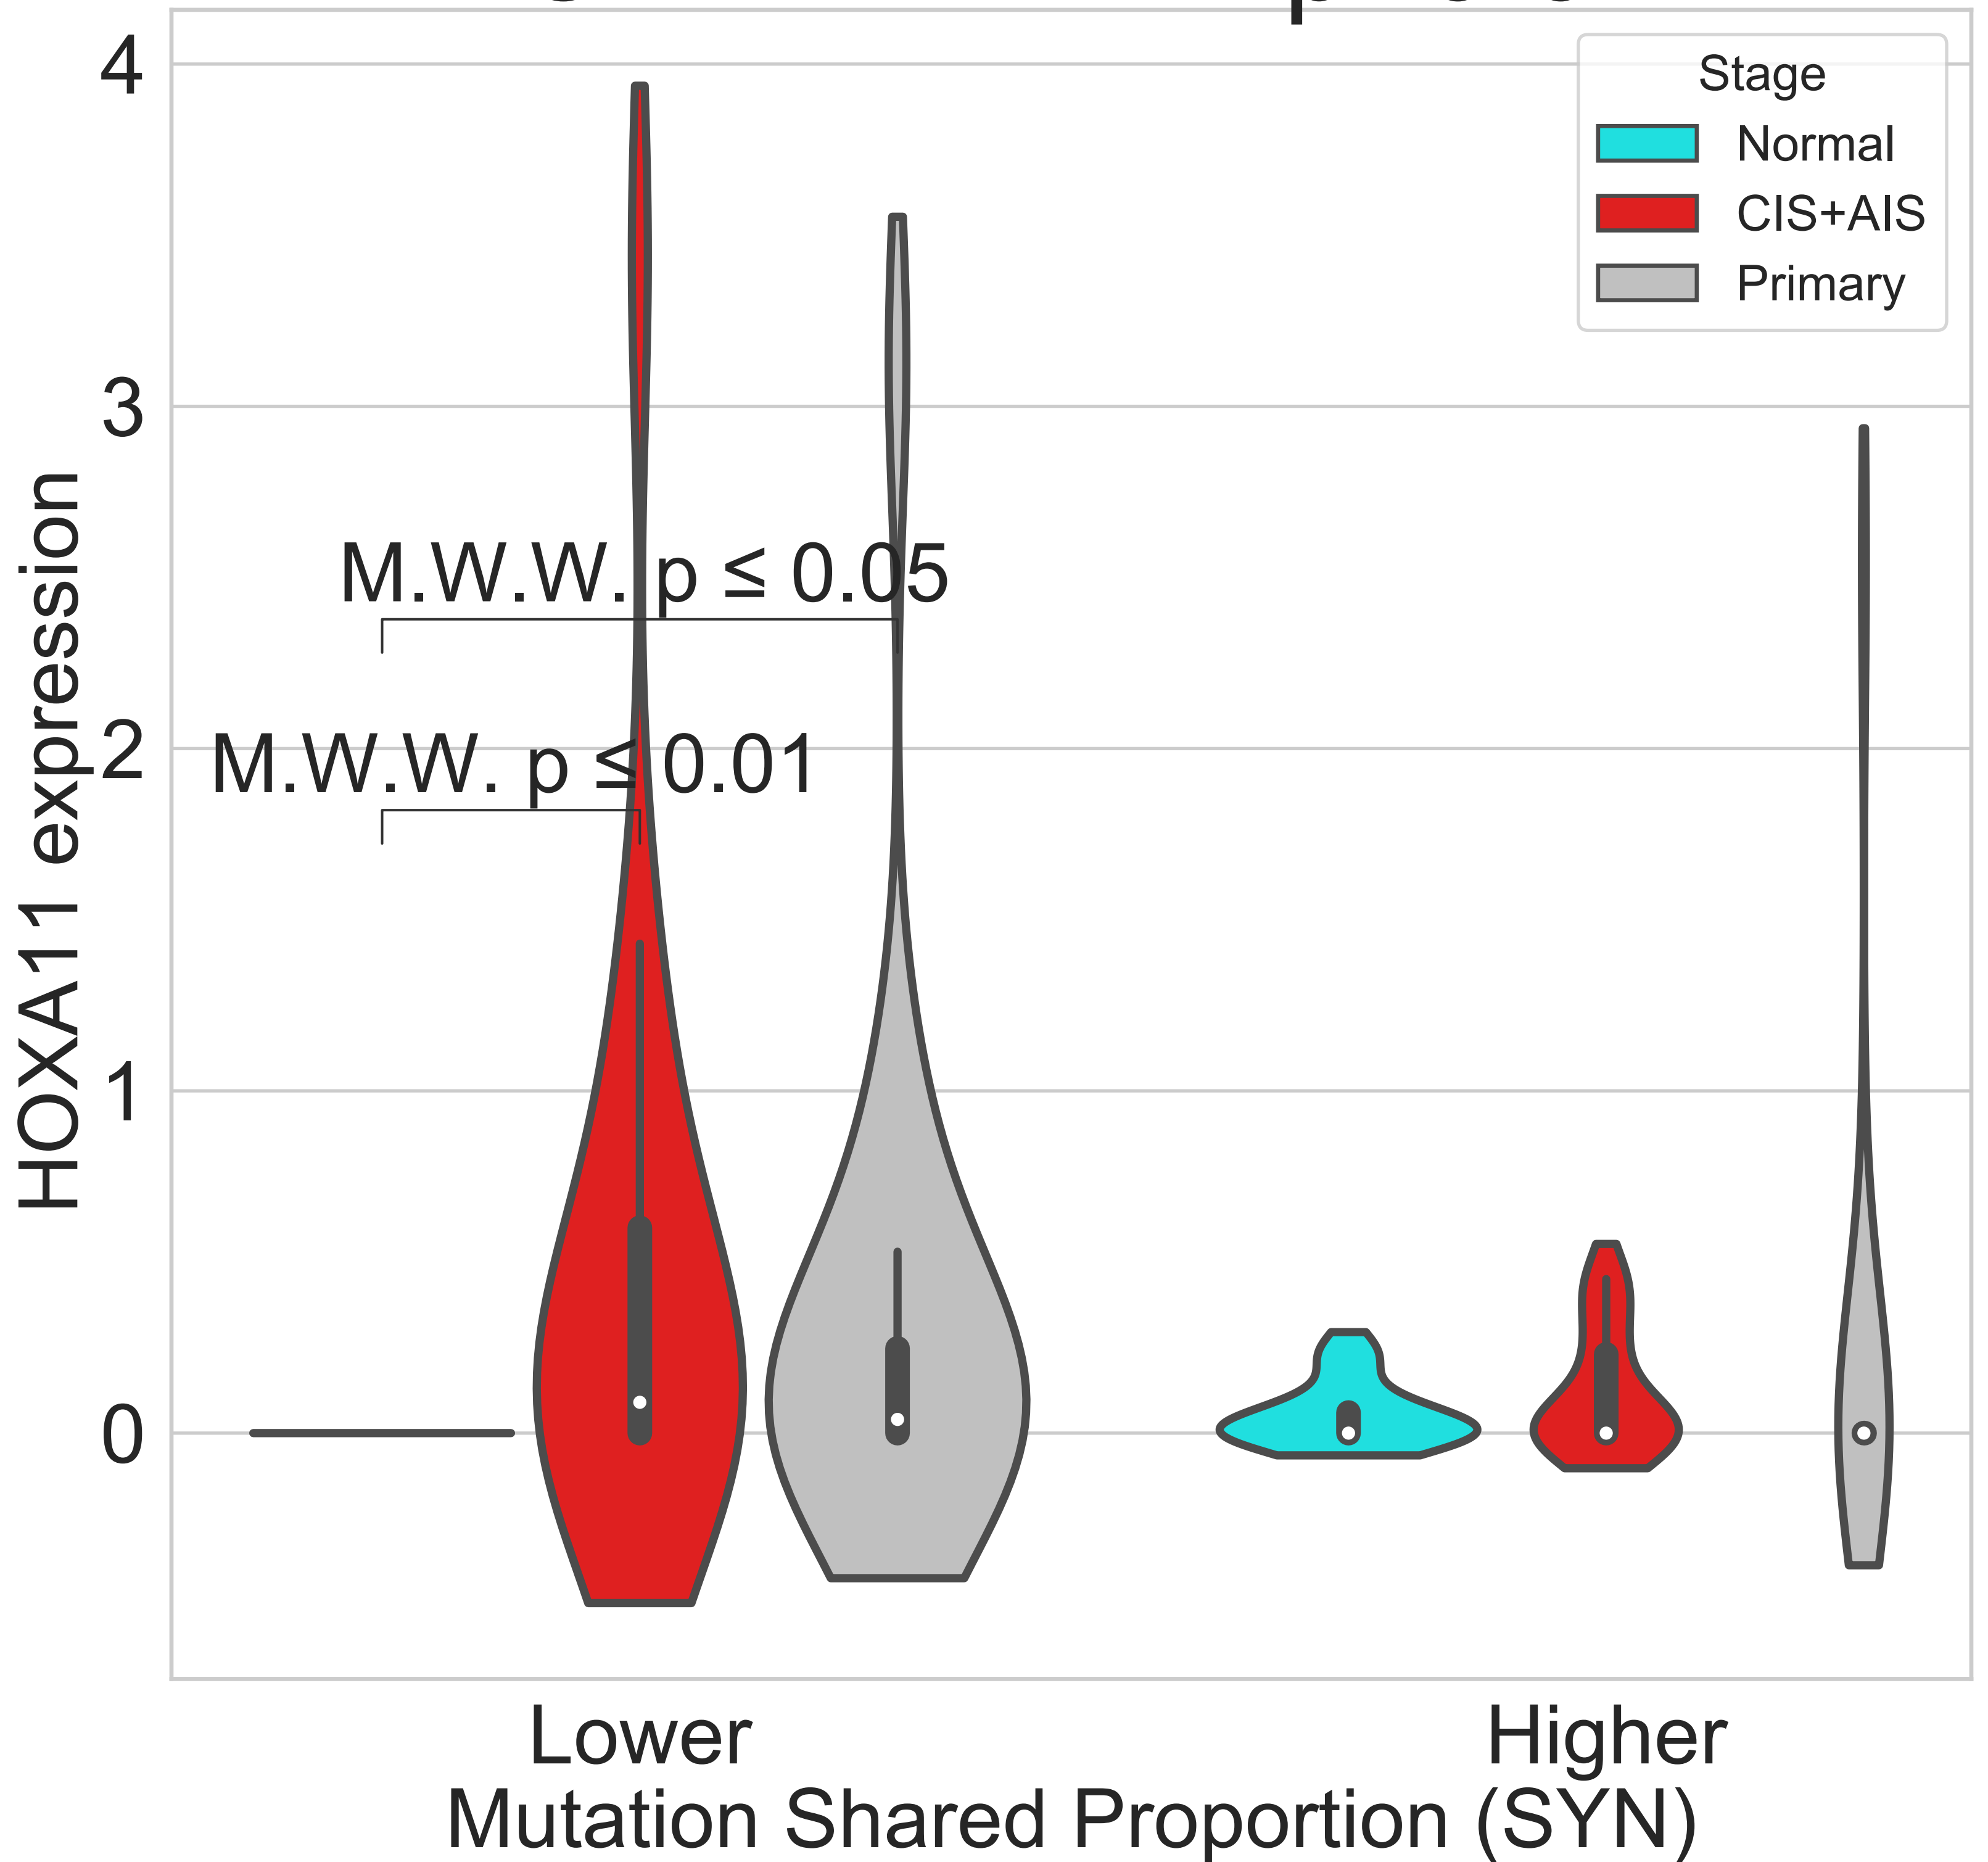 4
3
2
1
0
HOXA11 expression
Stage
Normal
CIS+AIS
Primary
M.W.W. p ≤ 0.05
M.W.W. p ≤ 0.01
Lower
Higher
Mutation Shared Proportion (SYN)